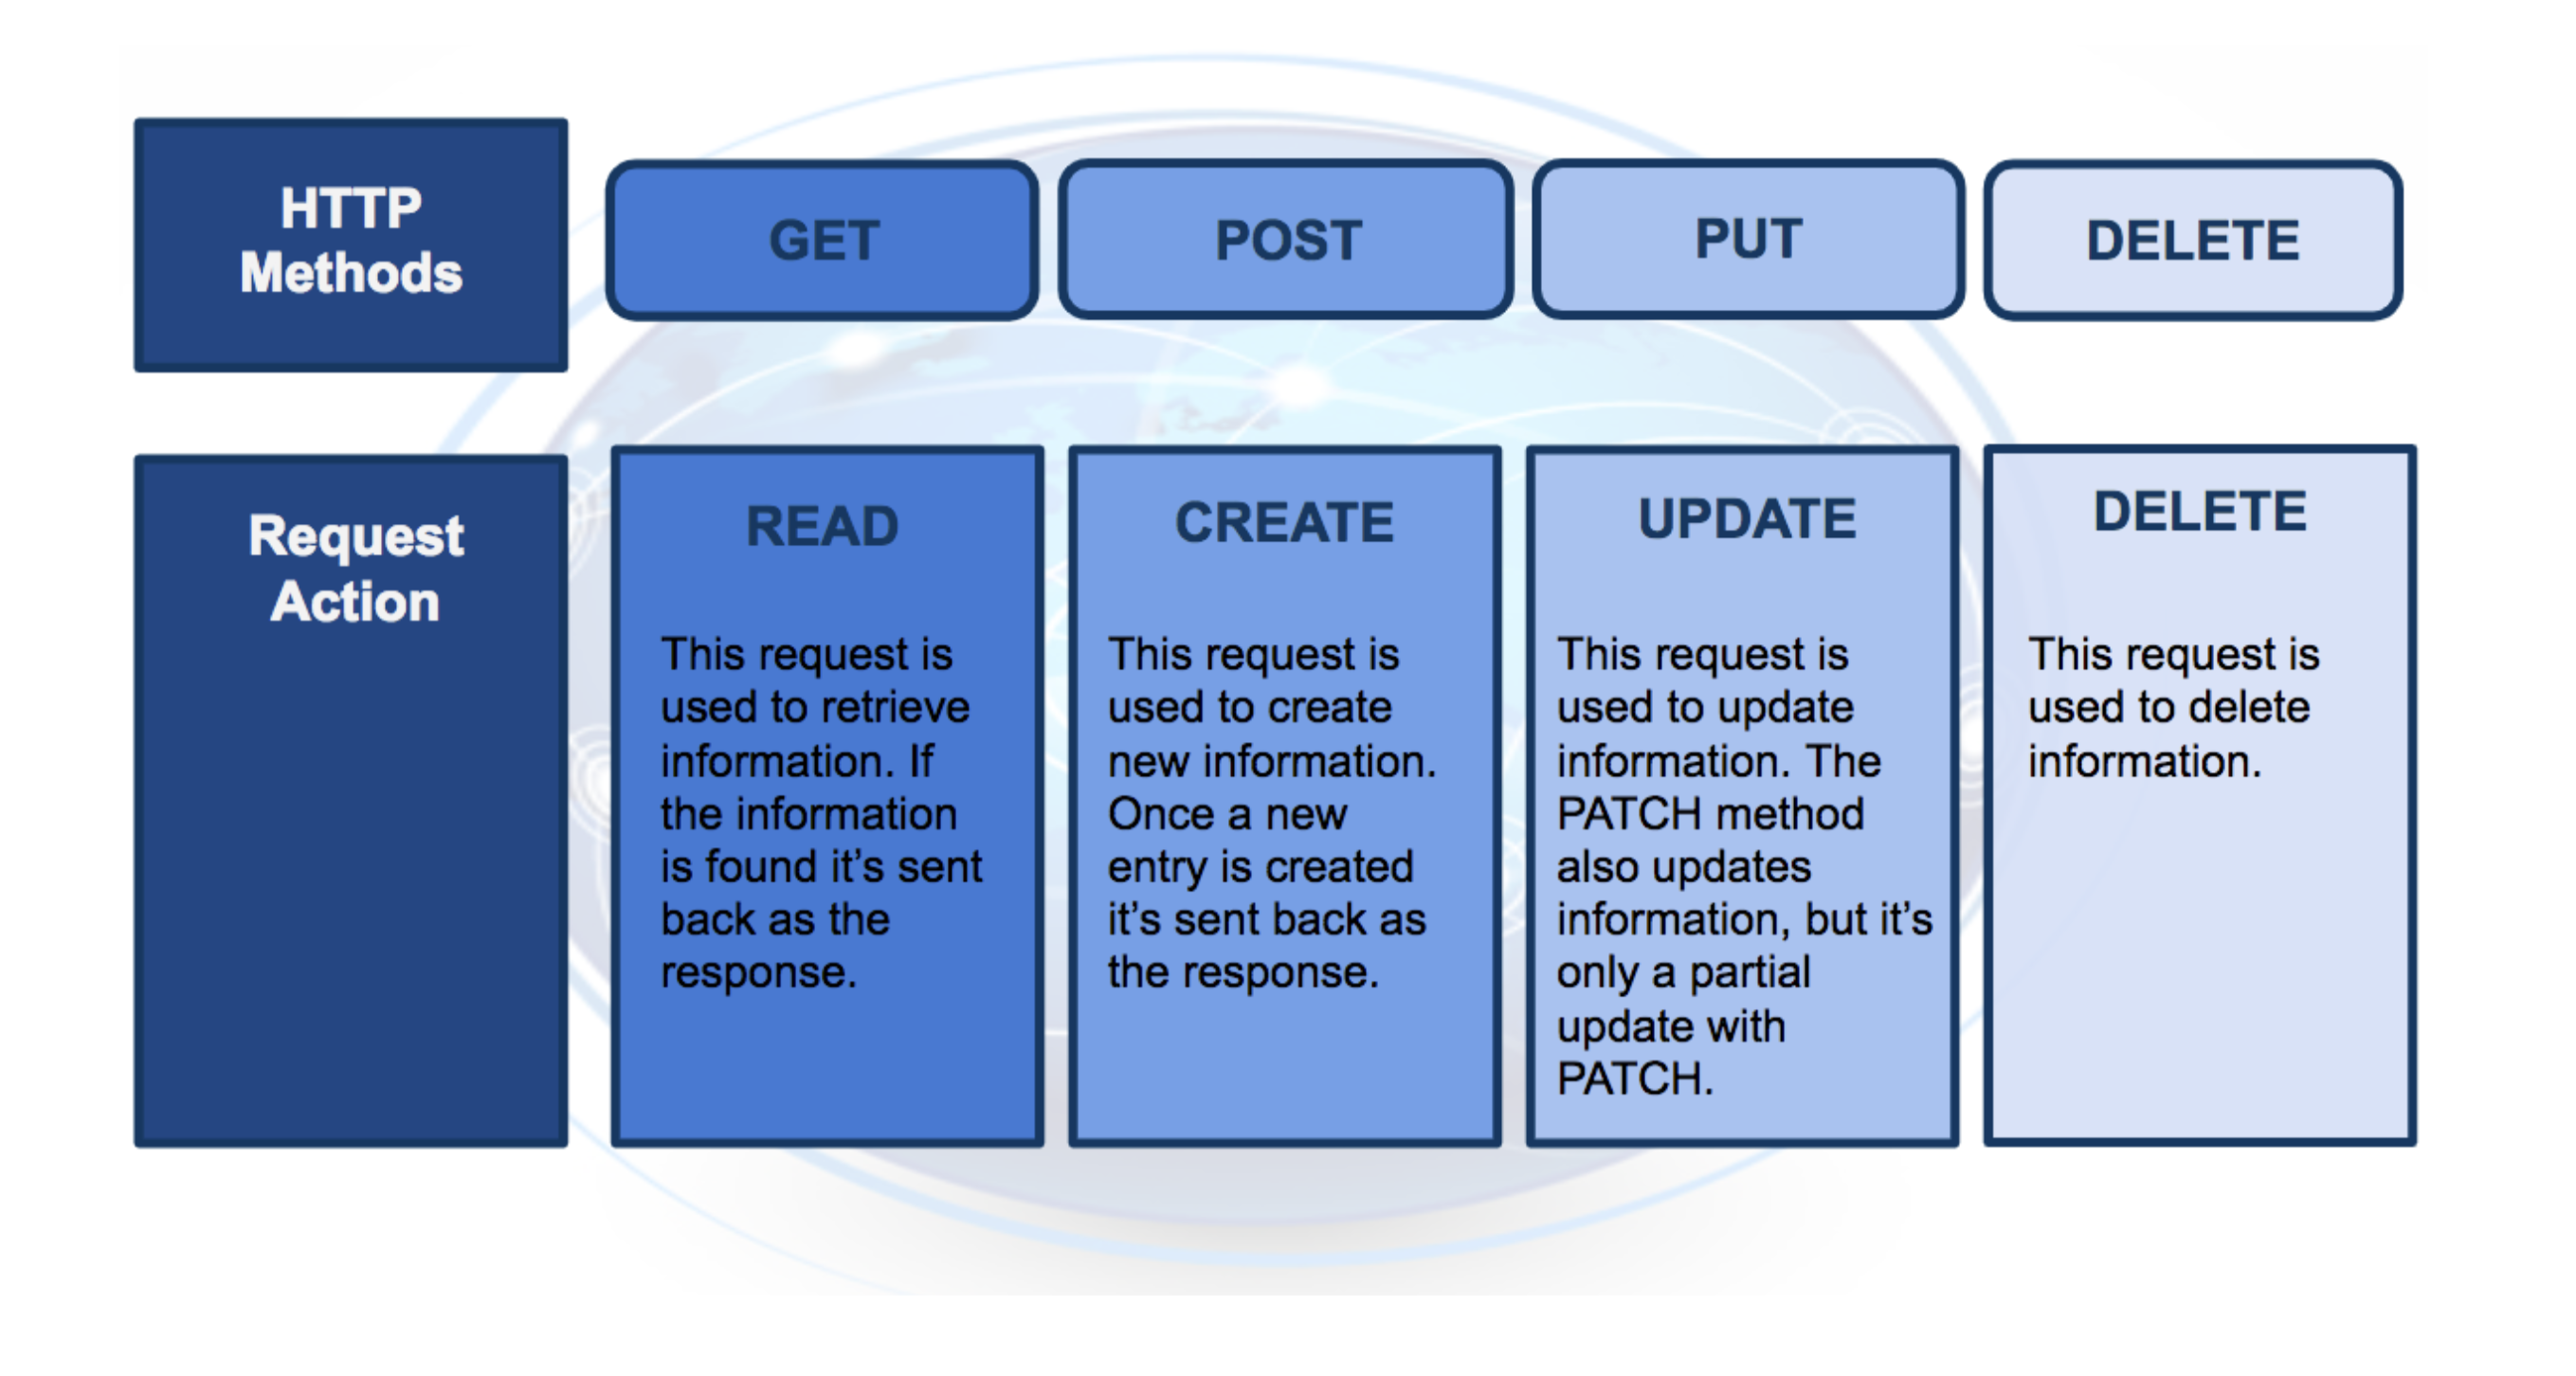 HTTP
Methods
GET
POST
PUT
DELETE
Request
Action
READ
This request is
used to retrieve
information. If
the information
is found it’s sent
back as the
response.
CREATE
This request is
used to create
new information.
Once a new
entry is created
it’s sent back as
the response.
UPDATE
This request is
used to update
information. The
PATCH method
also updates
information, but it’s
only a partial
update with
PATCH.
DELETE
This request is
used to delete
information.